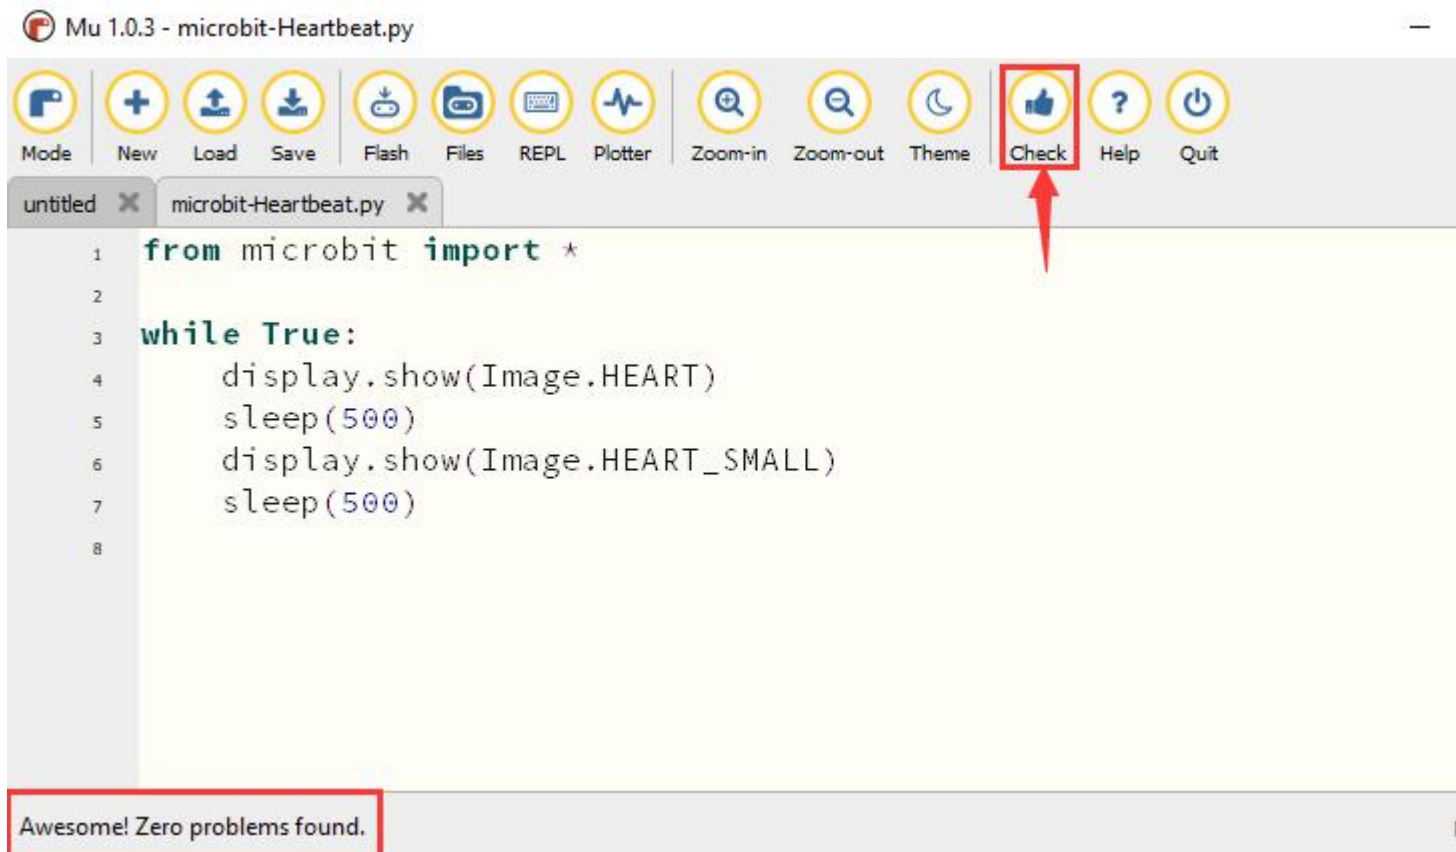 Mu 1.0.3 - microbit-Heartbeat.py
Mode New Load Save Flash Files REPL Plotter Zoom-in Zoom-out Theme Check Help Quit
untitled microbit-Heartbeat.py
1 from microbit import *
2
3 while True:
4 display.show(Image.HEART)
5 sleep(500)
6 display.show(Image.HEART_SMALL)
7 sleep(500)
8
Awesome! Zero problems found.